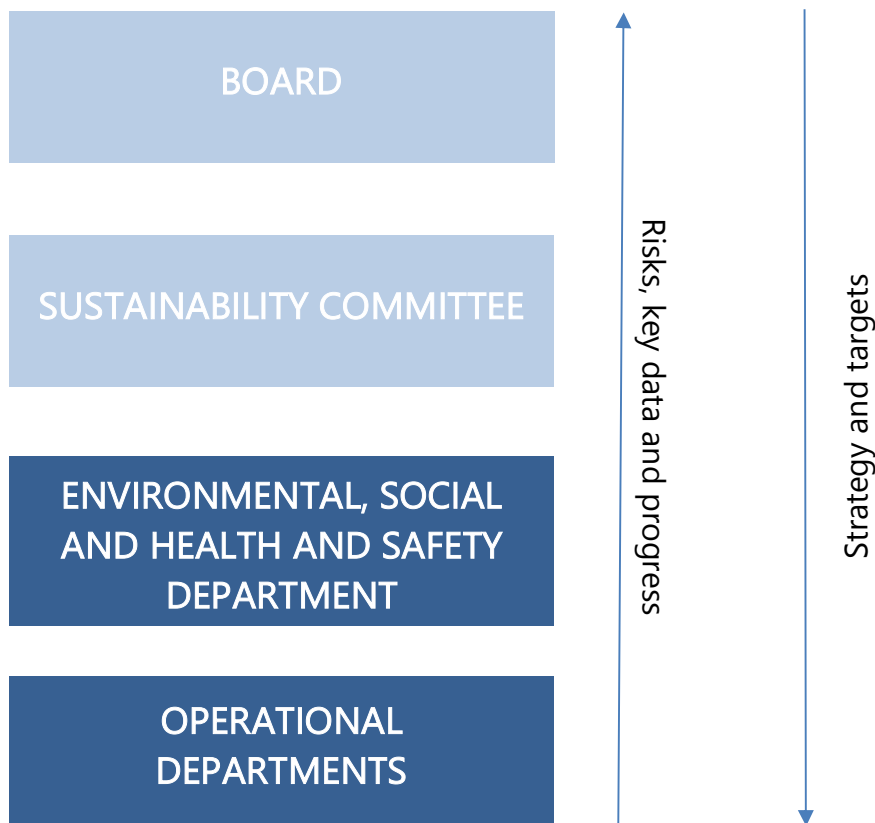 BOARD
SUSTAINABILITY COMMITTEE
ENVIRONMENTAL, SOCIAL
AND HEALTH AND SAFETY
DEPARTMENT
OPERATIONAL
DEPARTMENTS
Risks, key data and progress
Strategy and targets